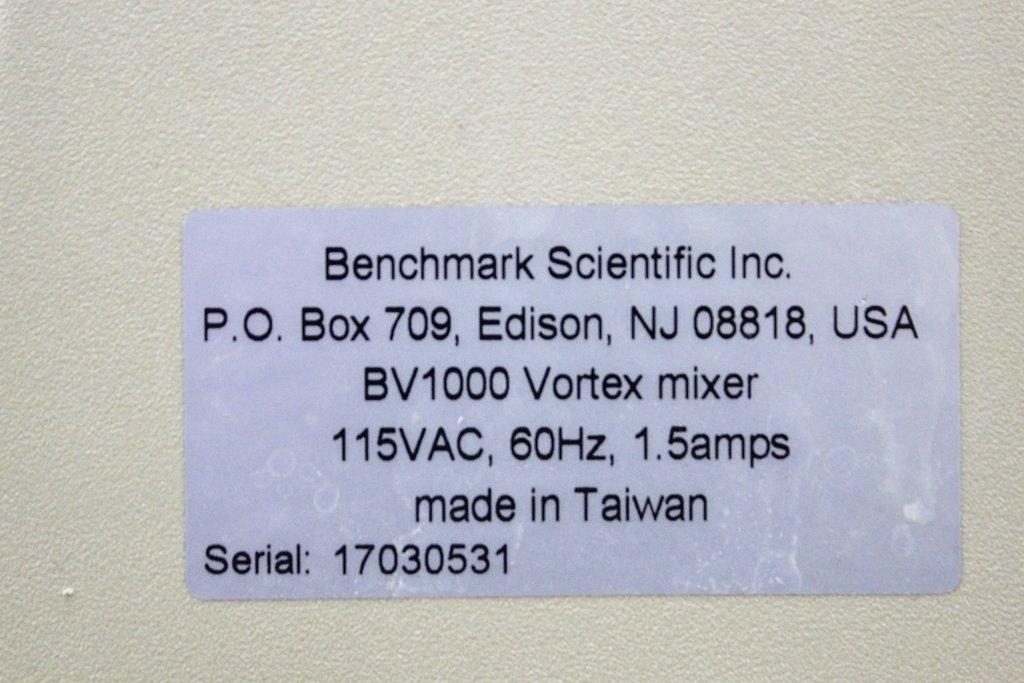 Benchmark Scientific Inc.
P.O. Box 709, Edison, NJ 08818, USA
BV1000 Vortex mixer
115VAC, 60Hz, 1.5amps
made in Taiwan
Serial: 17030531